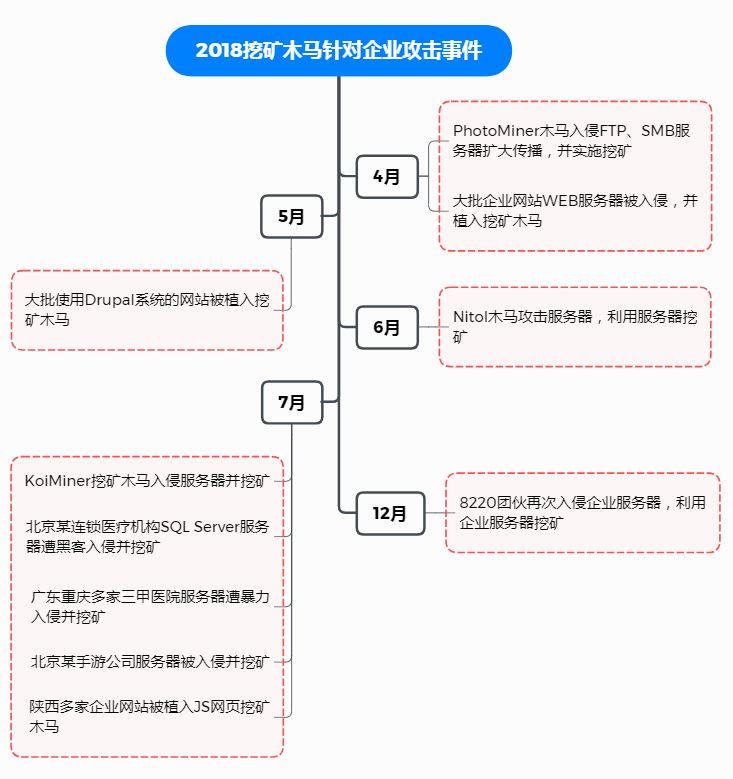 2018挖矿木马针对企业攻击事件
4月
PhotoMiner木马入侵FTP、SMB服
务器扩大传播，并实施挖矿
大批企业网站WEB服务器被入侵，并
植入挖矿木马
5月
大批使用Drupal系统的网站被植入挖
矿木马
6月
Nitol木马攻击服务器，利用服务器挖
矿
7月
KoiMiner挖矿木马入侵服务器并挖矿
北京某连锁医疗机构SQL Server服务
器遭黑客入侵并挖矿
广东重庆多家三甲医院服务器遭暴力
入侵并挖矿
北京某手游公司服务器被入侵并挖矿
陕西多家企业网站被植入JS网页挖矿
木马
12月
8220团伙再次入侵企业服务器，利用
企业服务器挖矿